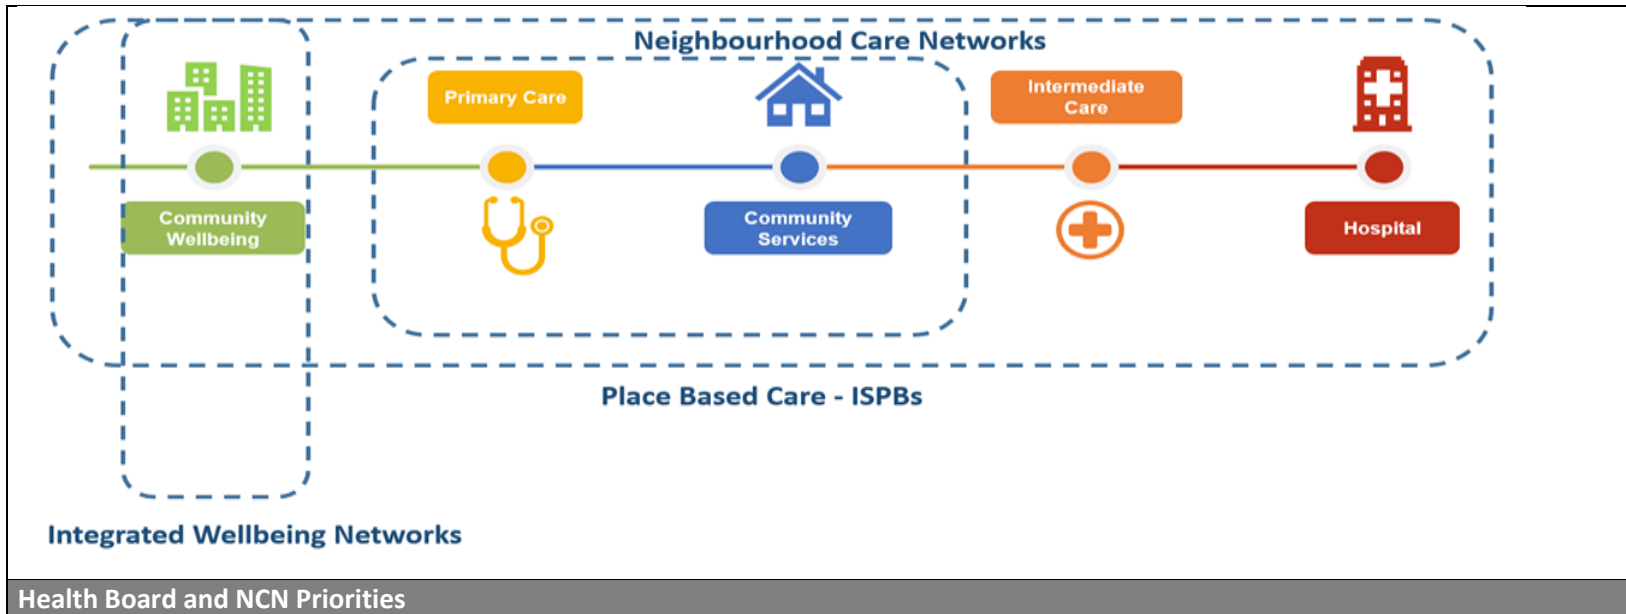 Neighbourhood Care Networks
Primary Care
Intermediate
Care
Community
Wellbeing
Community
Services
Hospital
Place Based Care - ISPBs
Integrated Wellbeing Networks
Health Board and NCN Priorities